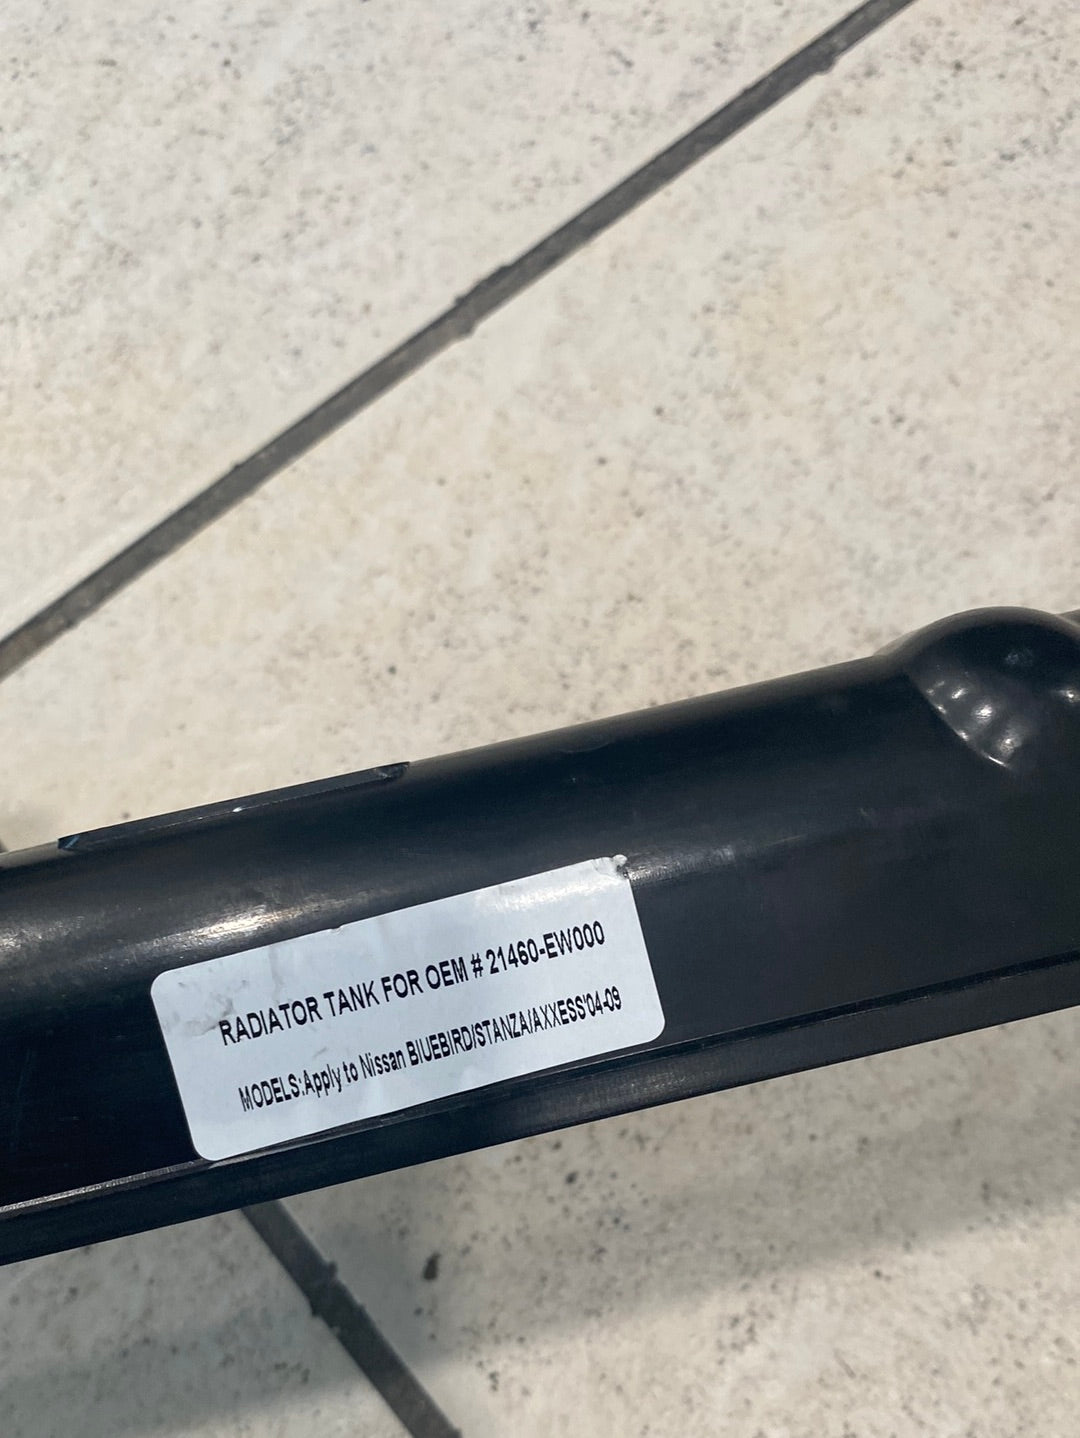 RADIATOR TANK FOR OEM # 21460-EW000
MODELS:Apply to Nissan BIUEBIRD/STANZA/AXXESS'04-09